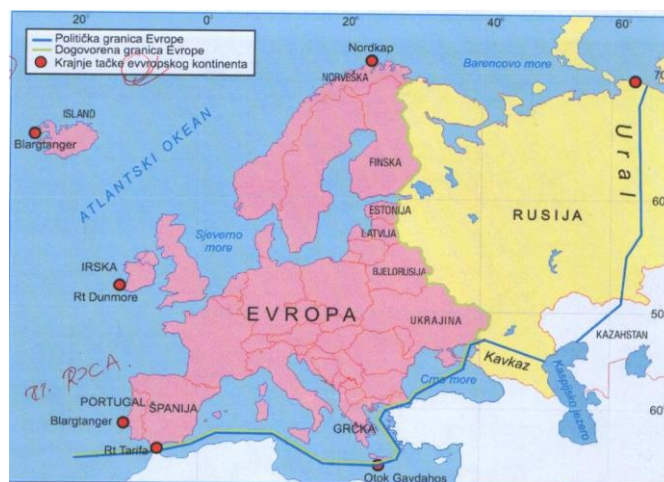 20° 0° 20° 40° 60°
Politička granica Evrope
Dogovorena granica Evrope
Krajnje tačke evvropskog kontinenta
Nordkap
Barencovo more
NORVEŠKA
70
ISLAND
Blargtanger
ATLANTSKI OKEAN
Ural
FINSKA
60
RUSIJA
ESTONIJA
Sjeverno
more
LATVIJA
IRSKA
BJELORUSIJA
Rt Dunmore
EVROPA
UKRAJINA
50
KAZAHSTAN
Kavkaz
RT. ROCA.
Crno more
Kaspijsko jezero
PORTUGAL
ŠPANIJA
60°
Blargtanger
GRČKA
Rt Tarifa
Otok Gavdahos